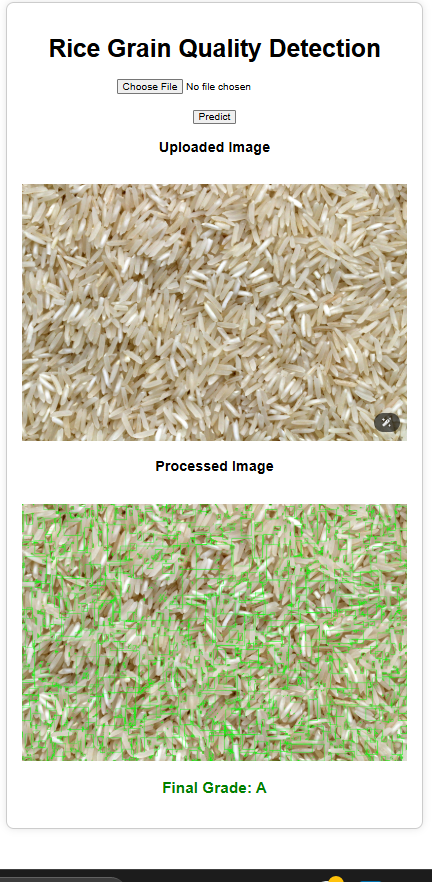 Rice Grain Quality Detection
Choose File No file chosen
Predict
Uploaded Image
Processed Image
Final Grade: A